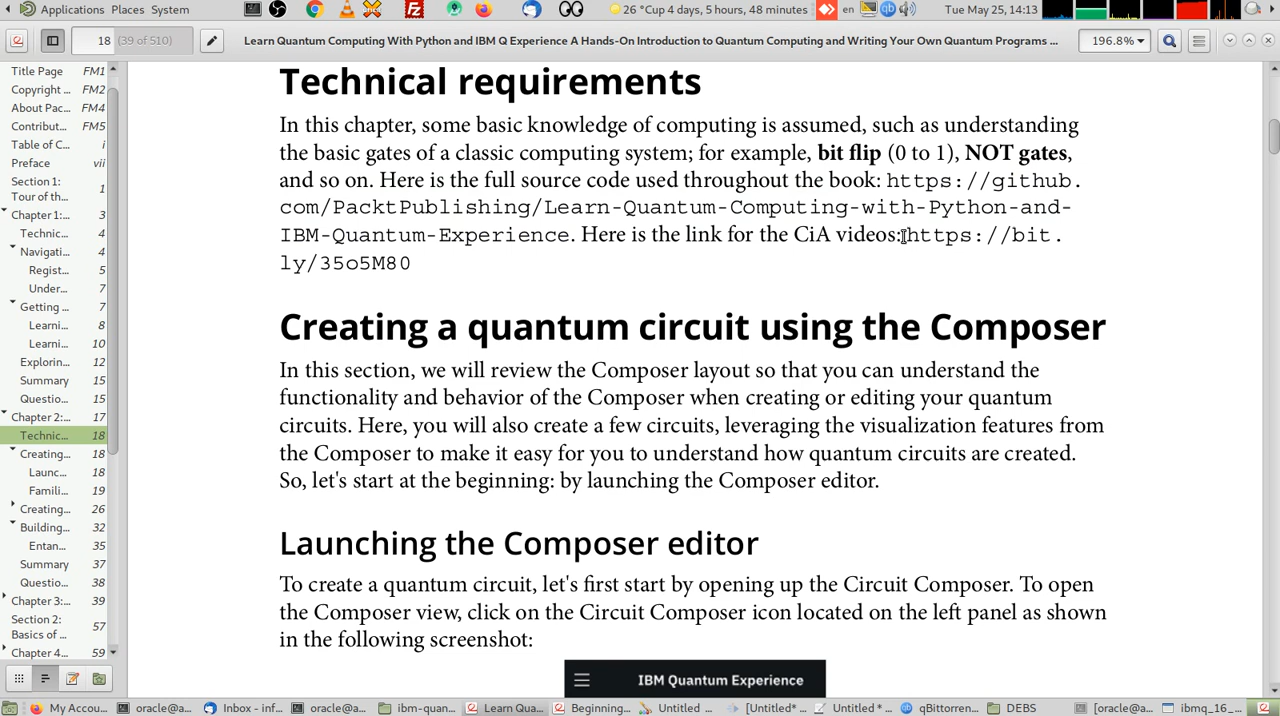 Applications Places System 26 °C up 4 days, 5 hours, 48 minutes en Tue May 25, 14:13
18 (39 of 510) Learn Quantum Computing With Python and IBM Q Experience A Hands-On Introduction to Quantum Computing and Writing Your Own Quantum Programs ... 196.8%
Title Page FM1
Copyright ... FM2
About Pac... FM4
Contribut... FM5
Table of C... i
Preface vii
Section 1: 1
Tour of th...
Chapter 1:... 3
Technic... 4
Navigati... 4
Regist... 5
Under... 7
Getting ... 7
Learni... 8
Learni... 10
Explorin... 12
Summary 15
Questio... 15
Chapter 2:... 17
Technic... 18
Creating... 18
Launc... 18
Famili... 19
Creating... 26
Building... 32
Entan... 35
Summary 37
Questio... 38
Chapter 3:... 39
Section 2: 57
Basics of ...
Chapter 4... 59
Technical requirements
In this chapter, some basic knowledge of computing is assumed, such as understanding
the basic gates of a classic computing system; for example, bit flip (0 to 1), NOT gates,
and so on. Here is the full source code used throughout the book: https://github.
com/PacktPublishing/Learn-Quantum-Computing-with-Python-and-
IBM-Quantum-Experience. Here is the link for the CiA videos: https://bit.
ly/35o5M80
Creating a quantum circuit using the Composer
In this section, we will review the Composer layout so that you can understand the
functionality and behavior of the Composer when creating or editing your quantum
circuits. Here, you will also create a few circuits, leveraging the visualization features from
the Composer to make it easy for you to understand how quantum circuits are created.
So, let's start at the beginning: by launching the Composer editor.
Launching the Composer editor
To create a quantum circuit, let's first start by opening up the Circuit Composer. To open
the Composer view, click on the Circuit Composer icon located on the left panel as shown
in the following screenshot:
IBM Quantum Experience
My Accou... oracle@a... Inbox - inf... oracle@a... ibm-quan... Learn Qua... Beginning... Untitled ... [Untitled* ... Untitled * ... qBittorren... DEBS [oracle@a... ibmq_16_...